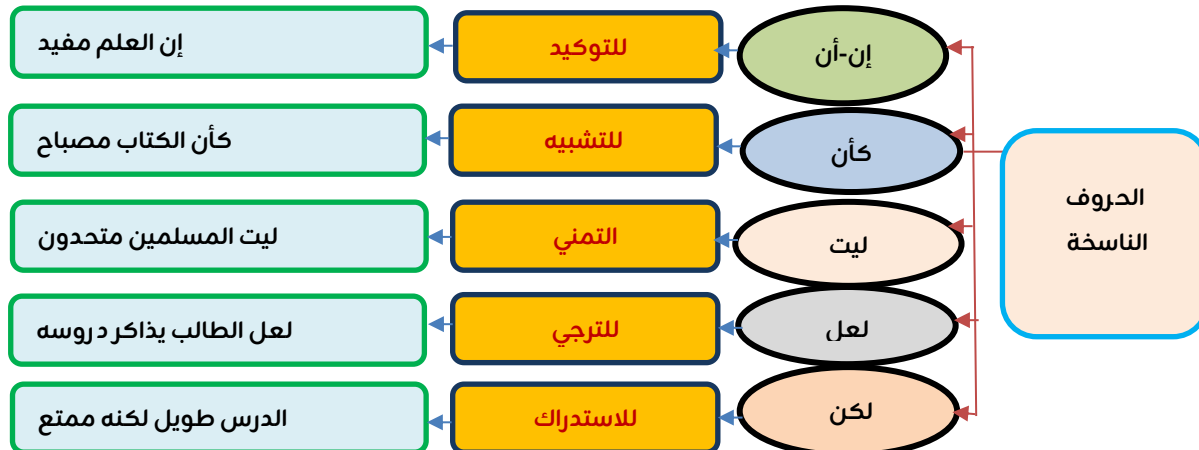 الحروف
الناسخة
إن-أن
للتوكيد
إن العلم مفيد
كأن
للتشبيه
كأن الكتاب مصباح
ليت
التمني
ليت المسلمين متحدون
لعل
للترجي
لعل الطالب يذاكر دروسه
لكن
للاستدراك
الدرس طويل لكنه ممتع